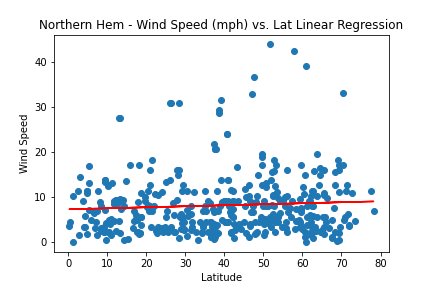 Northern Hem - Wind Speed (mph) vs. Lat Linear Regression
40
30
20
10
0
Wind Speed
0 10 20 30 40 50 60 70 80
Latitude